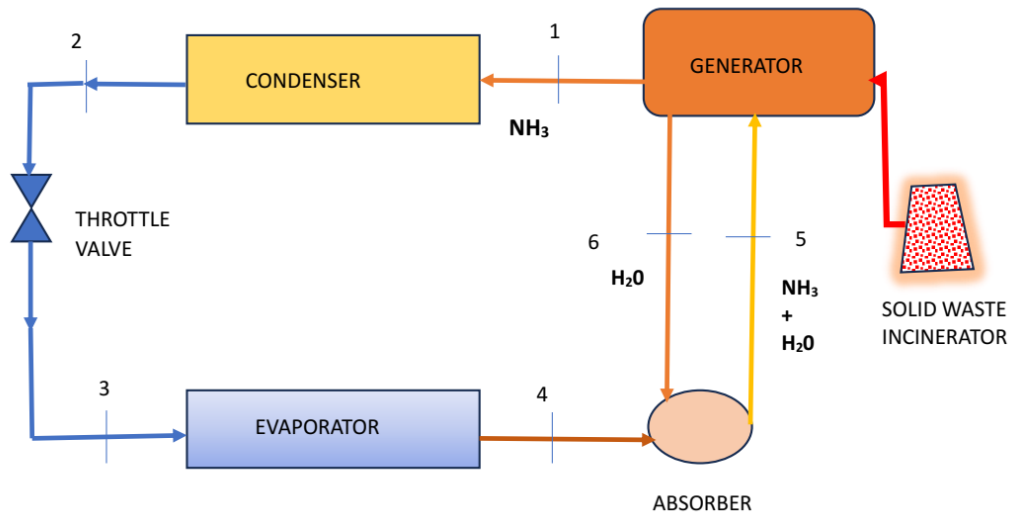 2
1
CONDENSER
GENERATOR
NH₃
THROTTLE
VALVE
6
5
H₂0
NH₃
+
H₂0
SOLID WASTE
INCINERATOR
3
4
EVAPORATOR
ABSORBER